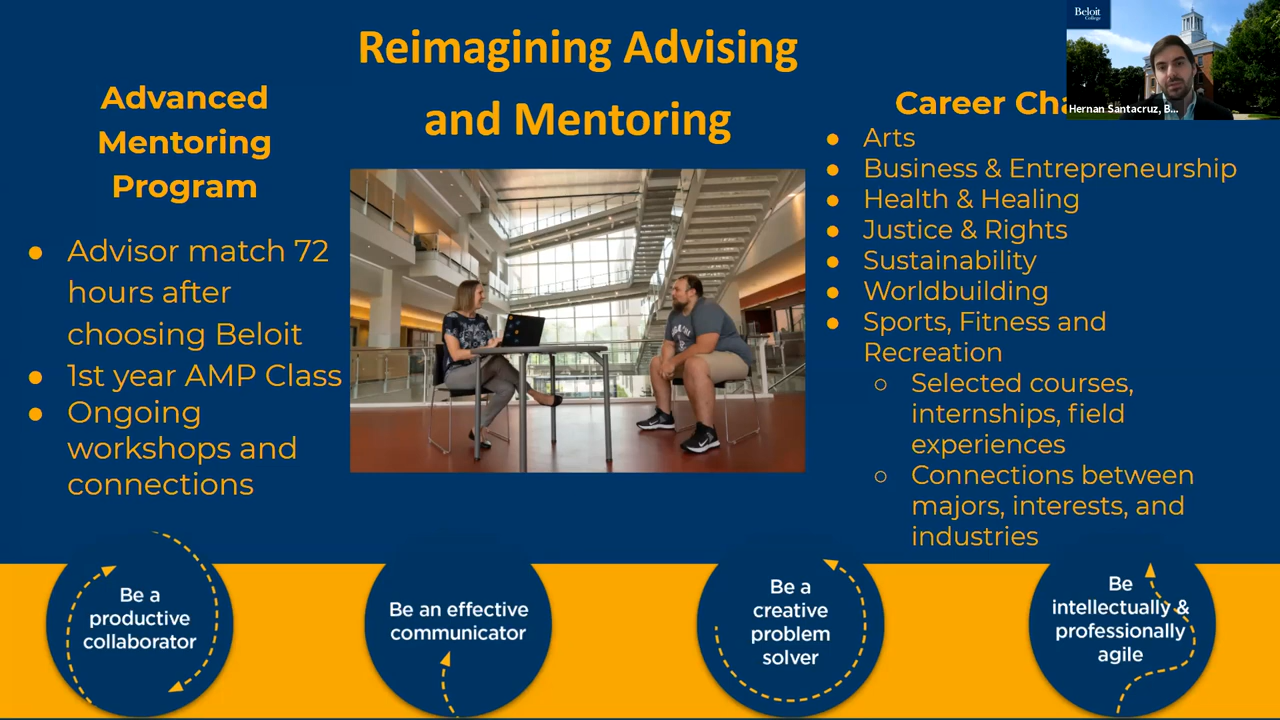 Reimagining Advising
and Mentoring
Advanced
Mentoring
Program
● Advisor match 72
hours after
choosing Beloit
● 1st year AMP Class
● Ongoing
workshops and
connections
Career Cha
● Arts
● Business & Entrepreneurship
● Health & Healing
● Justice & Rights
● Sustainability
● Worldbuilding
● Sports, Fitness and
Recreation
○ Selected courses,
internships, field
experiences
○ Connections between
majors, interests, and
industries
Beloit
College
Hernan Santacruz, B...
Be a
productive
collaborator
Be an effective
communicator
Be a
creative
problem
solver
Be
intellectually &
professionally
agile